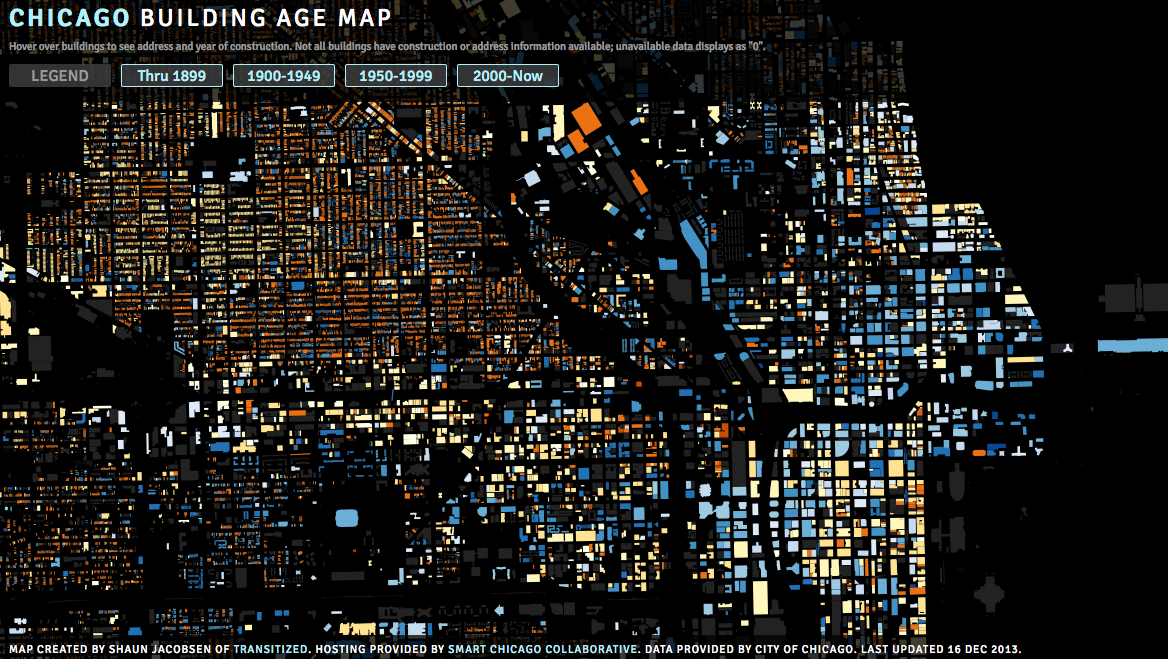 CHICAGO BUILDING AGE MAP
Hover over buildings to see address and year of construction. Not all buildings have construction or address information available; unavailable data displays as "0".
LEGEND Thru 1899 1900-1949 1950-1999 2000-Now
MAP CREATED BY SHAUN JACOBSEN OF TRANSITIZED. HOSTING PROVIDED BY SMART CHICAGO COLLABORATIVE. DATA PROVIDED BY CITY OF CHICAGO. LAST UPDATED 16 DEC 2013.